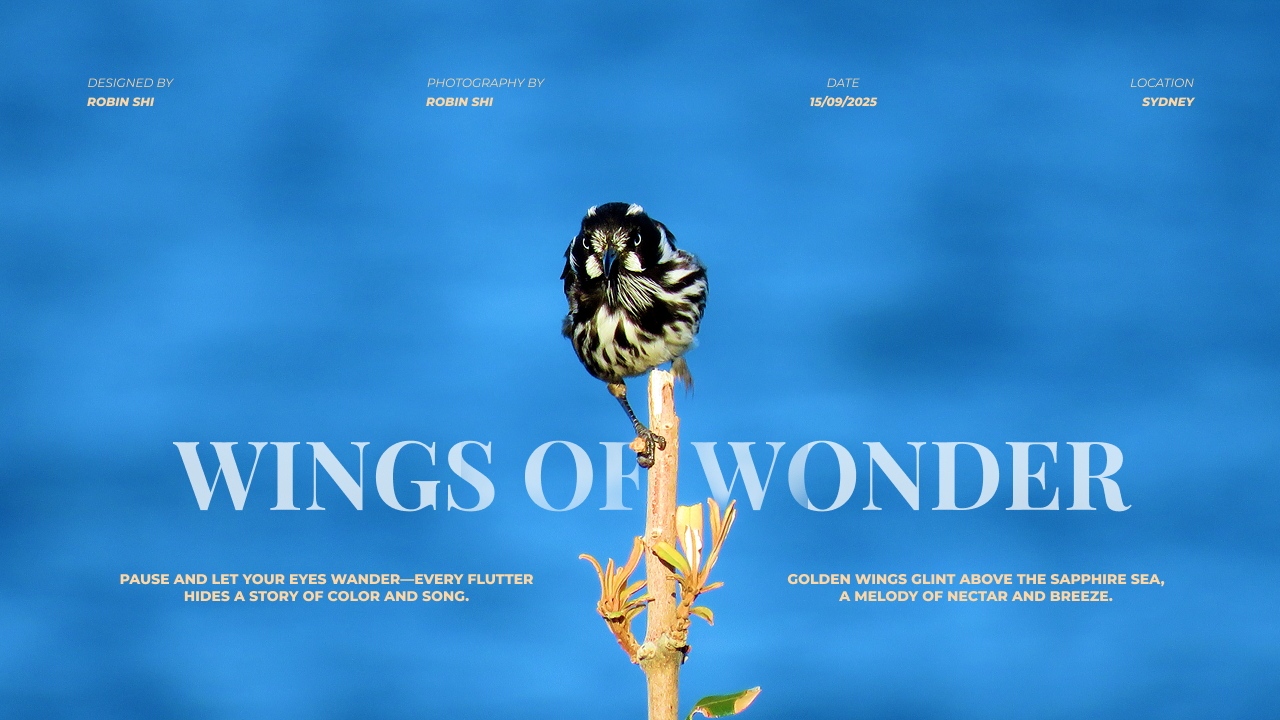 DESIGNED BY
ROBIN SHI
PHOTOGRAPHY BY
ROBIN SHI
DATE
15/09/2025
LOCATION
SYDNEY
WINGS OF WONDER
PAUSE AND LET YOUR EYES WANDER—EVERY FLUTTER
HIDES A STORY OF COLOR AND SONG.
GOLDEN WINGS GLINT ABOVE THE SAPPHIRE SEA,
A MELODY OF NECTAR AND BREEZE.